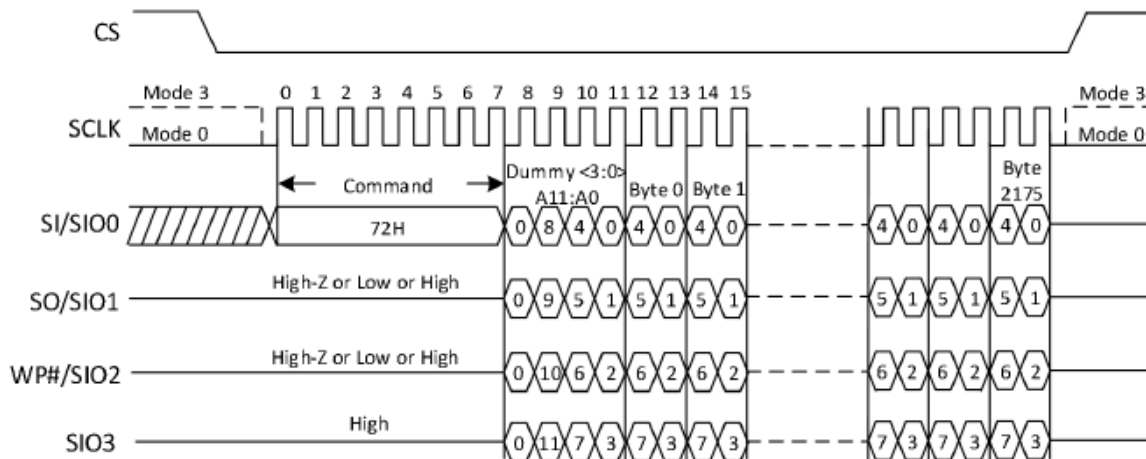 CS
Mode 3
0 1 2 3 4 5 6 7 8 9 10 11 12 13 14 15
Mode 3
SCLK
Mode 0
Mode 0
Command
Dummy <3:0>
A11:A0
Byte 0
Byte 1
Byte
2175
SI/SIO0
72H
0 8 4 0 4 0 4 0
4 0 4 0 4 0
SO/SIO1
High-Z or Low or High
0 9 5 1 5 1 5 1
5 1 5 1 5 1
WP#/SIO2
High-Z or Low or High
0 10 6 2 6 2 6 2
6 2 6 2 6 2
SIO3
High
0 11 7 3 7 3 7 3
7 3 7 3 7 3